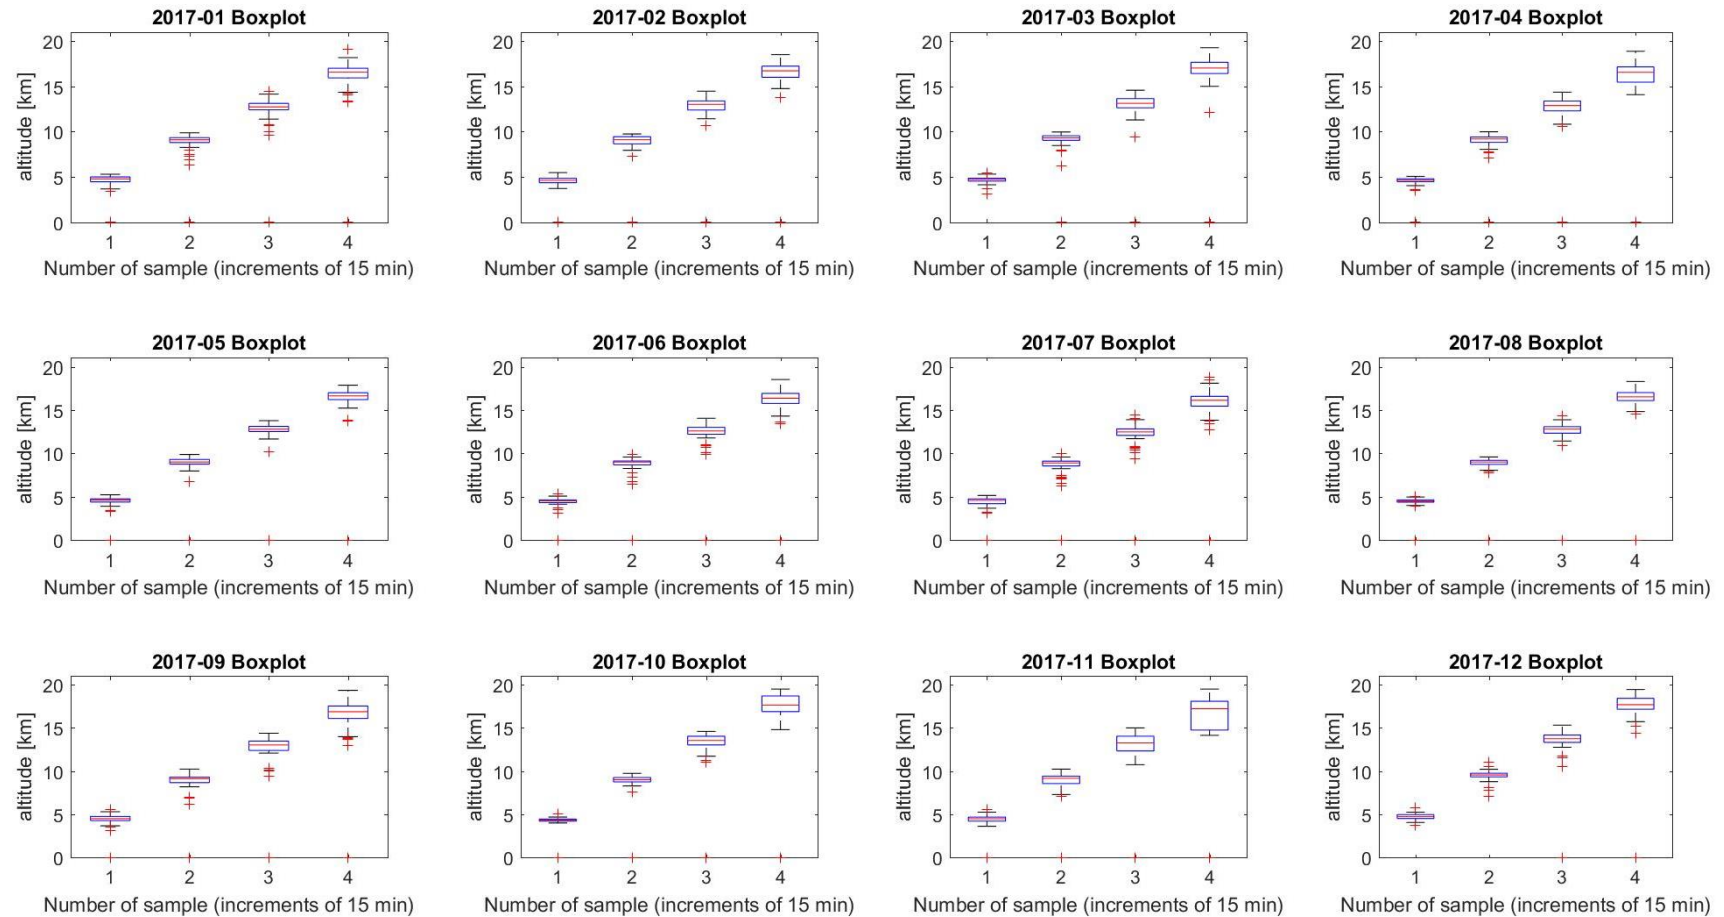 2017-01 Boxplot
2017-02 Boxplot
2017-03 Boxplot
2017-04 Boxplot
20
15
10
5
0
altitude [km]
1 2 3 4
Number of sample (increments of 15 min)
20
15
10
5
0
altitude [km]
1 2 3 4
Number of sample (increments of 15 min)
20
15
10
5
0
altitude [km]
1 2 3 4
Number of sample (increments of 15 min)
20
15
10
5
0
altitude [km]
1 2 3 4
Number of sample (increments of 15 min)
2017-05 Boxplot
2017-06 Boxplot
2017-07 Boxplot
2017-08 Boxplot
20
15
10
5
0
altitude [km]
1 2 3 4
Number of sample (increments of 15 min)
20
15
10
5
0
altitude [km]
1 2 3 4
Number of sample (increments of 15 min)
20
15
10
5
0
altitude [km]
1 2 3 4
Number of sample (increments of 15 min)
20
15
10
5
0
altitude [km]
1 2 3 4
Number of sample (increments of 15 min)
2017-09 Boxplot
2017-10 Boxplot
2017-11 Boxplot
2017-12 Boxplot
20
15
10
5
0
altitude [km]
1 2 3 4
Number of sample (increments of 15 min)
20
15
10
5
0
altitude [km]
1 2 3 4
Number of sample (increments of 15 min)
20
15
10
5
0
altitude [km]
1 2 3 4
Number of sample (increments of 15 min)
20
15
10
5
0
altitude [km]
1 2 3 4
Number of sample (increments of 15 min)